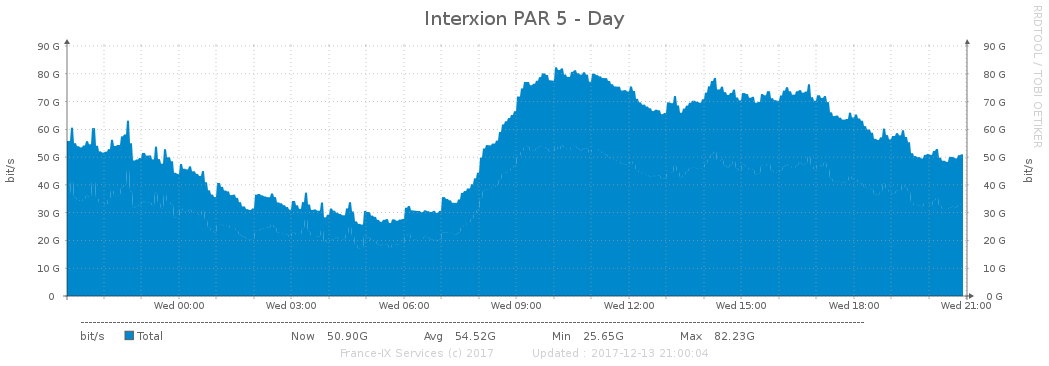 Interxion PAR 5 - Day
RRDTOOL / TOBI OETIKER
bit/s
90 G
80 G
70 G
60 G
50 G
40 G
30 G
20 G
10 G
0
90 G
80 G
70 G
60 G
50 G
40 G
30 G
20 G
10 G
0 G
bit/s
Wed 00:00 Wed 03:00 Wed 06:00 Wed 09:00 Wed 12:00 Wed 15:00 Wed 18:00 Wed 21:00
bit/s Total Now 50.90G Avg 54.52G Min 25.65G Max 82.23G
France-IX Services (c) 2017 Updated : 2017-12-13 21:00:04